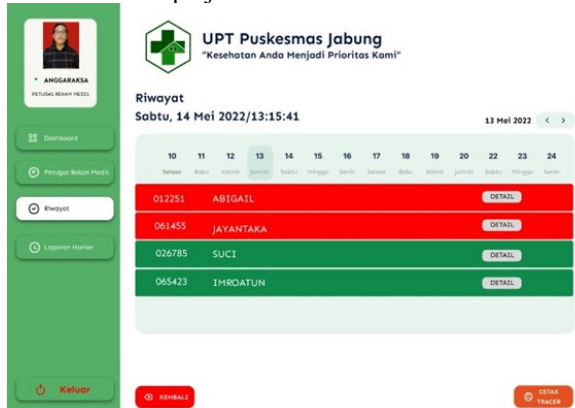 ANGGARAKSA
PETUGAS REKAM MEDIS
Dashboard
Petugas Rekam Medis
Riwayat
Laporan Harian
Keluar
UPT Puskesmas Jabung
"Kesehatan Anda Menjadi Prioritas Kami"
Riwayat
Sabtu, 14 Mei 2022/13:15:41
13 Mei 2022 < >
10 11 12 13 14 15 16 17 18 19 20 22 23 24
Selasa Rabu Kamis Jum'at Sabtu Minggu Senin Selasa Rabu Kamis Jum'at Sabtu Minggu Senin
012251 ABIGAIL DETAIL
061455 JAYANTAKA DETAIL
026785 SUCI DETAIL
065423 IMROATUN DETAIL
KEMBALI
CETAK
TRACER